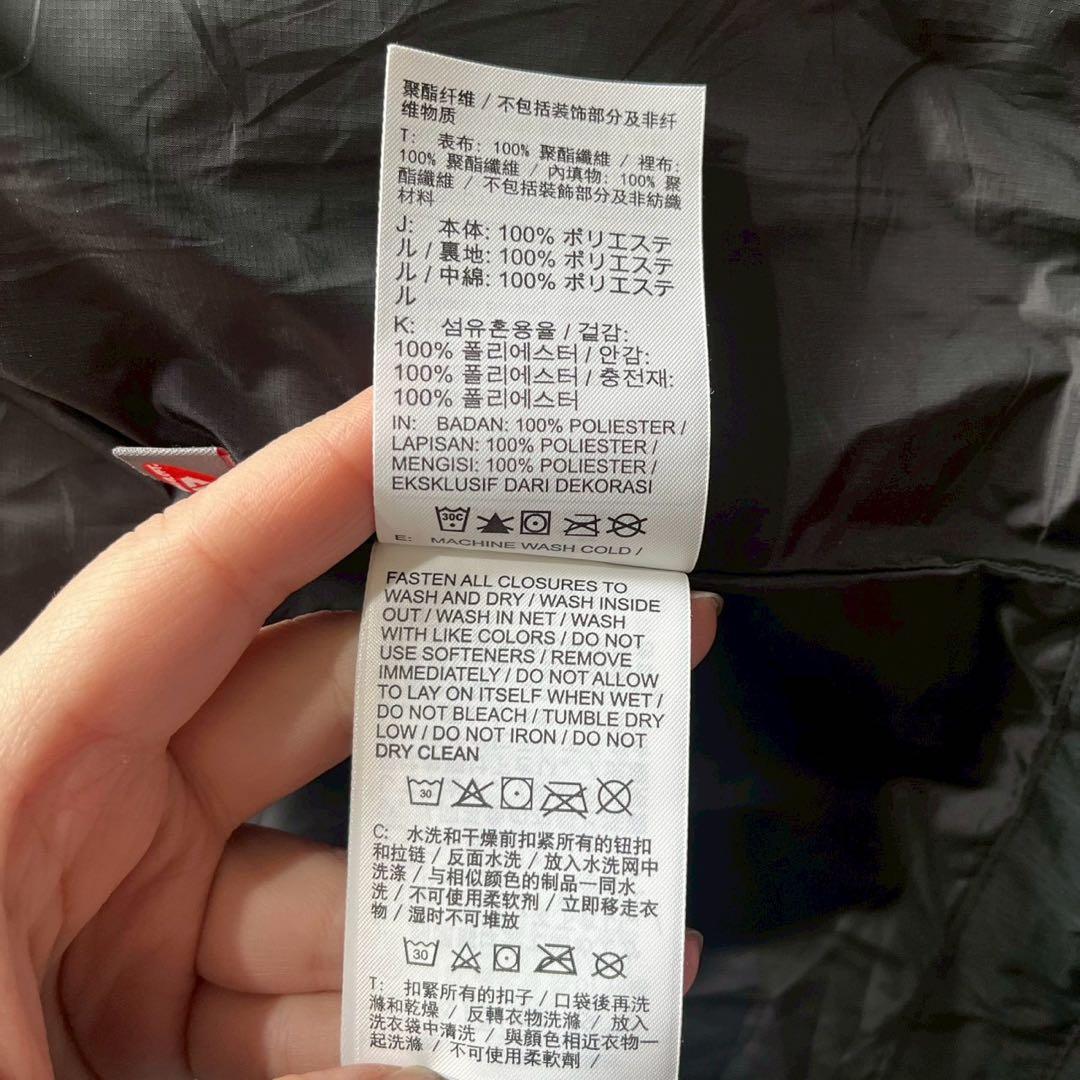 聚酯纤维 / 不包括装饰部分及非纤
维物质
T: 表布: 100% 聚酯纖維 / 裡布:
100% 聚酯纖維 / 內填物: 100% 聚
酯纖維 / 不包括裝飾部分及非紡織
材料
J: 本体: 100% ポリエステ
ル / 裏地: 100% ポリエステ
ル / 中綿: 100% ポリエステ
ル
K: 섬유혼용율 / 겉감:
100% 폴리에스터 / 안감:
100% 폴리에스터 / 충전재:
100% 폴리에스터
IN: BADAN: 100% POLIESTER /
LAPISAN: 100% POLIESTER /
MENGISI: 100% POLIESTER /
EKSKLUSIF DARI DEKORASI
30C
E: MACHINE WASH COLD /
FASTEN ALL CLOSURES TO
WASH AND DRY / WASH INSIDE
OUT / WASH IN NET / WASH
WITH LIKE COLORS / DO NOT
USE SOFTENERS / REMOVE
IMMEDIATELY / DO NOT ALLOW
TO LAY ON ITSELF WHEN WET /
DO NOT BLEACH / TUMBLE DRY
LOW / DO NOT IRON / DO NOT
DRY CLEAN
30
C: 水洗和干燥前扣紧所有的钮扣
和拉链 / 反面水洗 / 放入水洗网中
洗涤 / 与相似颜色的制品一同水
洗 / 不可使用柔软剂 / 立即移走衣
物 / 湿时不可堆放
30
T: 扣紧所有的扣子 / 口袋後再洗
滌和乾燥 / 反轉衣物洗滌 / 放入
洗衣袋中清洗 / 與顏色相近衣物一
起洗滌 / 不可使用柔軟劑 /